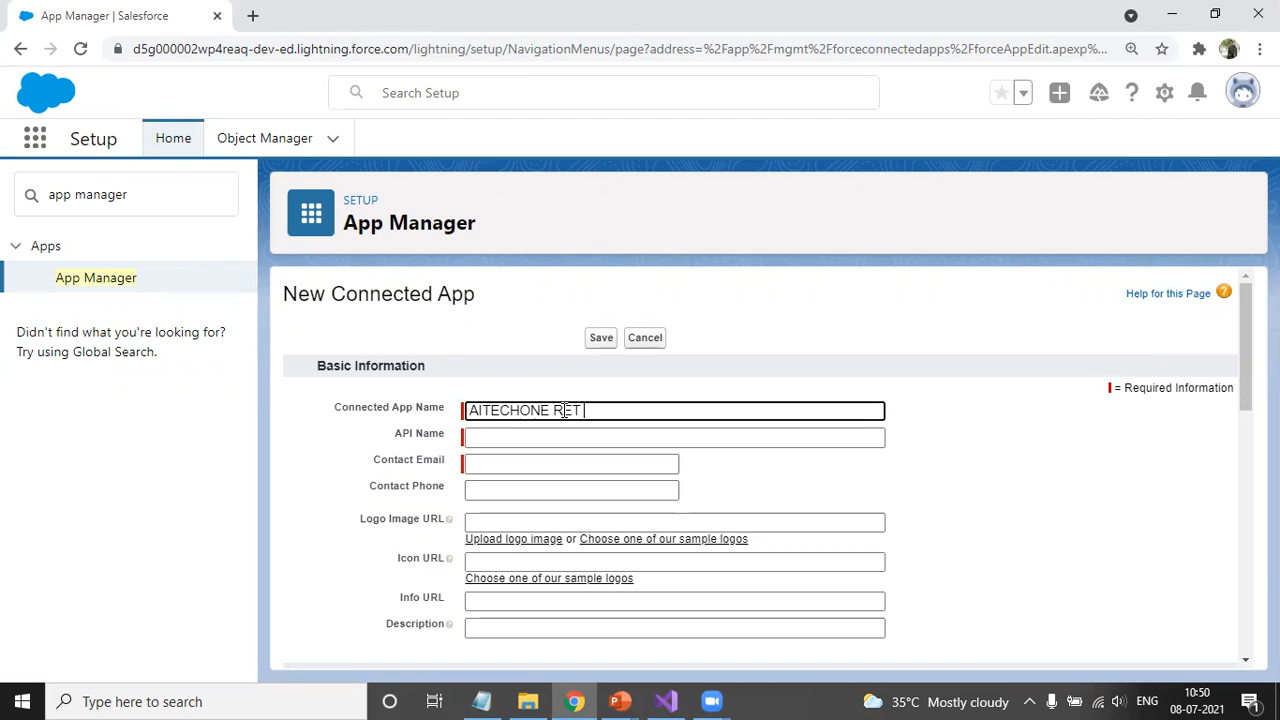 App Manager | Salesforce
d5g000002wp4reaq-dev-ed.lightning.force.com/lightning/setup/NavigationMenus/page?address=%2Fapp%2Fmgmt%2Fforceconnectedapps%2FforceAppEdit.apexp%...
Search Setup
Setup
Home
Object Manager
app manager
Apps
App Manager
Didn't find what you're looking for?
Try using Global Search.
SETUP
App Manager
New Connected App
Help for this Page ?
Save
Cancel
Basic Information
= Required Information
Connected App Name
AITECHONE RET
API Name
Contact Email
Contact Phone
Logo Image URL
Upload logo image or Choose one of our sample logos
Icon URL
Choose one of our sample logos
Info URL
Description
Type here to search
35°C Mostly cloudy
ENG
10:50
08-07-2021
1